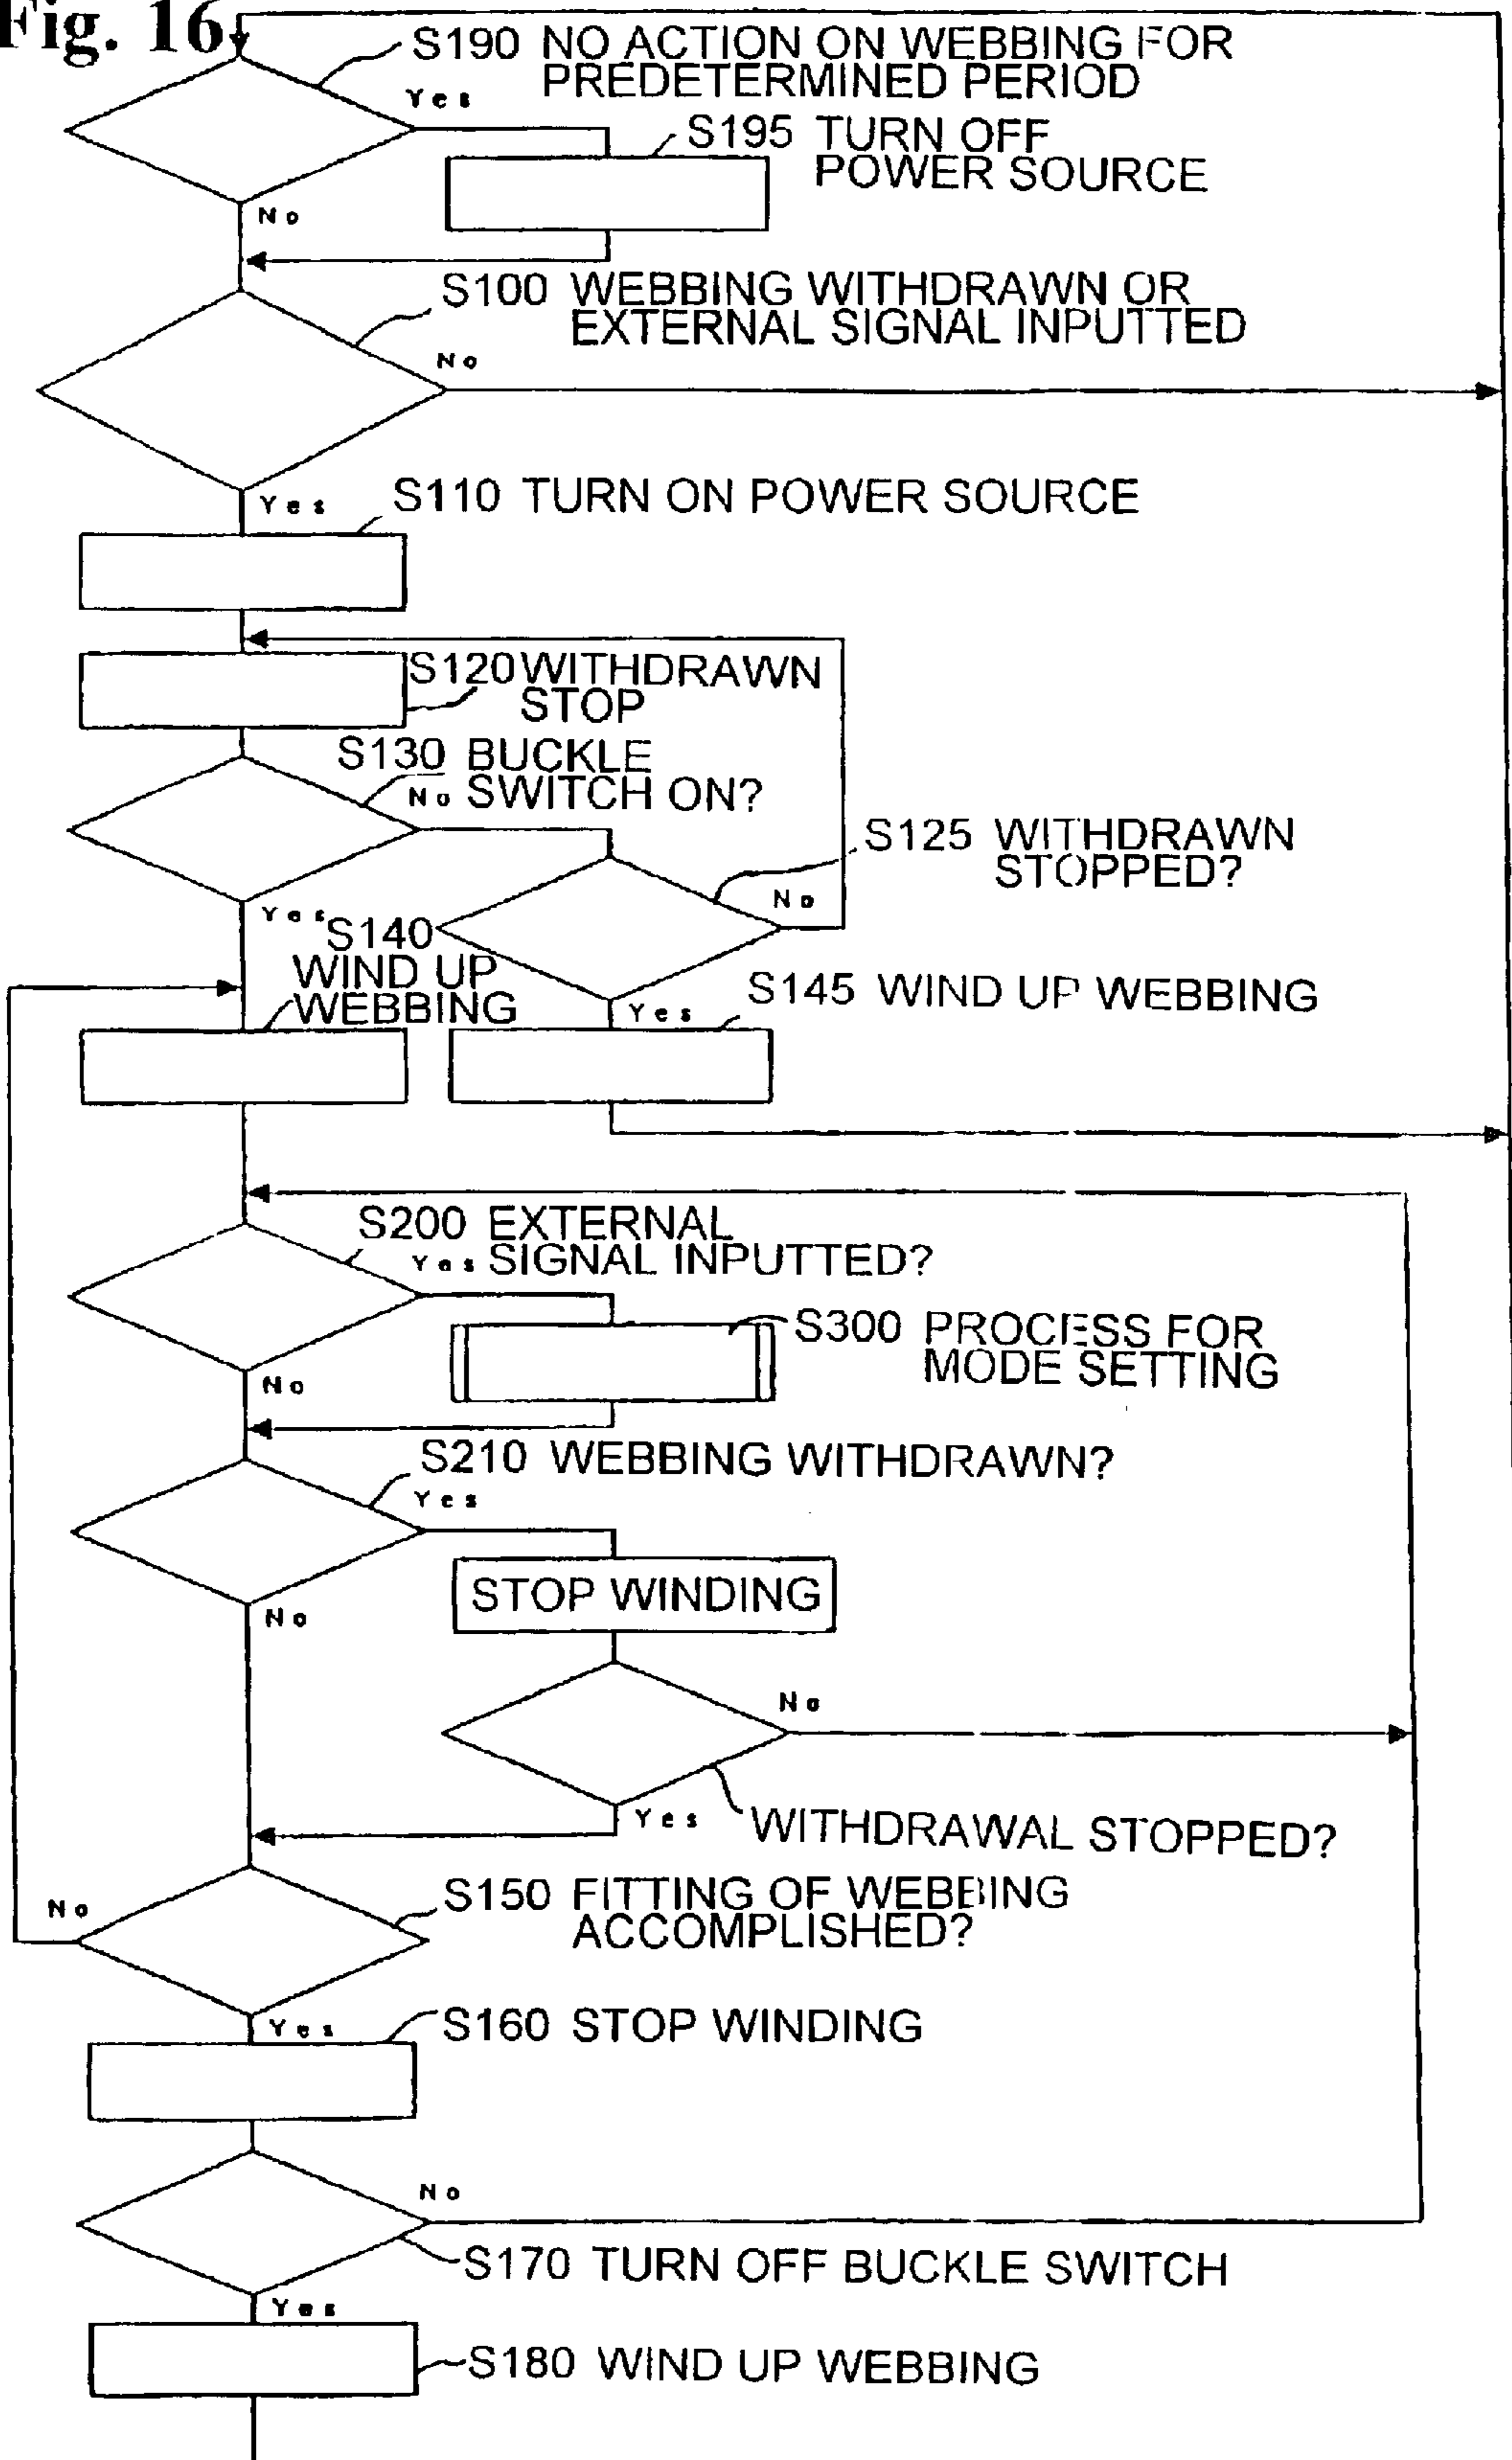 Fig. 16
S190 NO ACTION ON WEBBING FOR
PREDETERMINED PERIOD
Yes
S195 TURN OFF
POWER SOURCE
No
S100 WEBBING WITHDRAWN OR
EXTERNAL SIGNAL INPUTTED
No
Yes
S110 TURN ON POWER SOURCE
S120 WITHDRAWN
STOP
S130 BUCKLE
No SWITCH ON?
S125 WITHDRAWN
STOPPED?
No
Yes
S140
WIND UP
WEBBING
S145 WIND UP WEBBING
Yes
S200 EXTERNAL
Yes SIGNAL INPUTTED?
S300 PROCESS FOR
MODE SETTING
No
S210 WEBBING WITHDRAWN?
Yes
STOP WINDING
No
No
Yes
WITHDRAWAL STOPPED?
No
S150 FITTING OF WEBBING
ACCOMPLISHED?
Yes
S160 STOP WINDING
No
S170 TURN OFF BUCKLE SWITCH
Yes
S180 WIND UP WEBBING